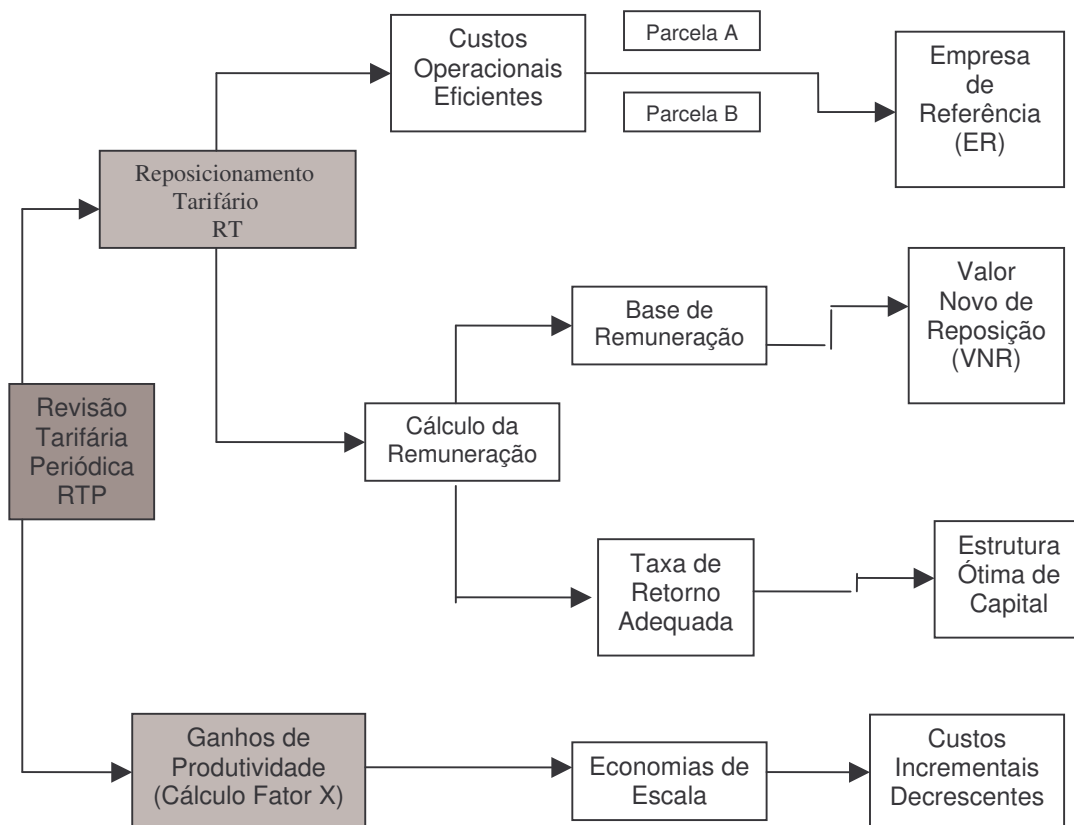 Custos
Operacionais
Eficientes
Parcela A
Parcela B
Empresa
de
Referência
(ER)
Reposicionamento
Tarifário
RT
Base de
Remuneração
Valor
Novo de
Reposição
(VNR)
Revisão
Tarifária
Periódica
RTP
Cálculo da
Remuneração
Taxa de
Retorno
Adequada
Estrutura
Ótima de
Capital
Ganhos de
Produtividade
(Cálculo Fator X)
Economias de
Escala
Custos
Incrementais
Decrescentes